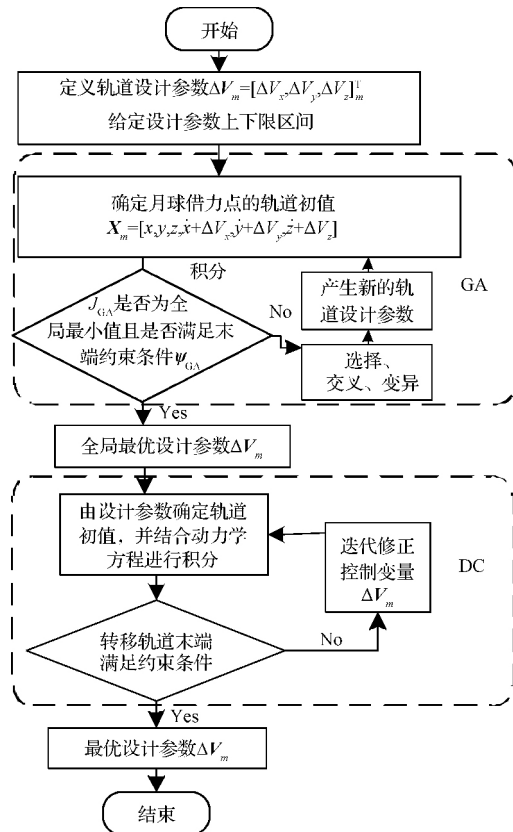 开始
定义轨道设计参数ΔVₘ=[ΔVₓ,ΔV_y,ΔV_z]ₘᵀ
给定设计参数上下限区间
确定月球借力点的轨道初值
Xₘ=[x,y,z,ẋ+ΔVₓ,ẏ+ΔV_y,ż+ΔV_z]
积分
J_GA是否为全
局最小值且是否满足末
端约束条件ψ_GA
No
产生新的轨
道设计参数
GA
选择、
交叉、变异
Yes
全局最优设计参数ΔVₘ
由设计参数确定轨道
初值，并结合动力学
方程进行积分
迭代修正
控制变量
ΔVₘ
DC
转移轨道末端
满足约束条件
No
Yes
最优设计参数ΔVₘ
结束